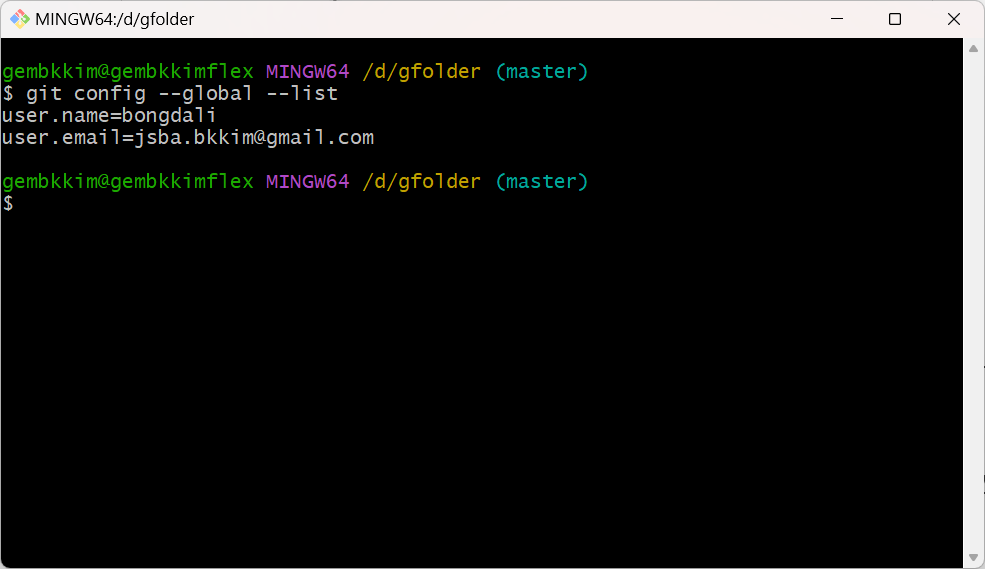 MINGW64:/d/gfolder
gembkkim@gembkkimflex MINGW64 /d/gfolder (master)
$ git config --global --list
user.name=bongdali
user.email=jsba.bkkim@gmail.com
gembkkim@gembkkimflex MINGW64 /d/gfolder (master)
$